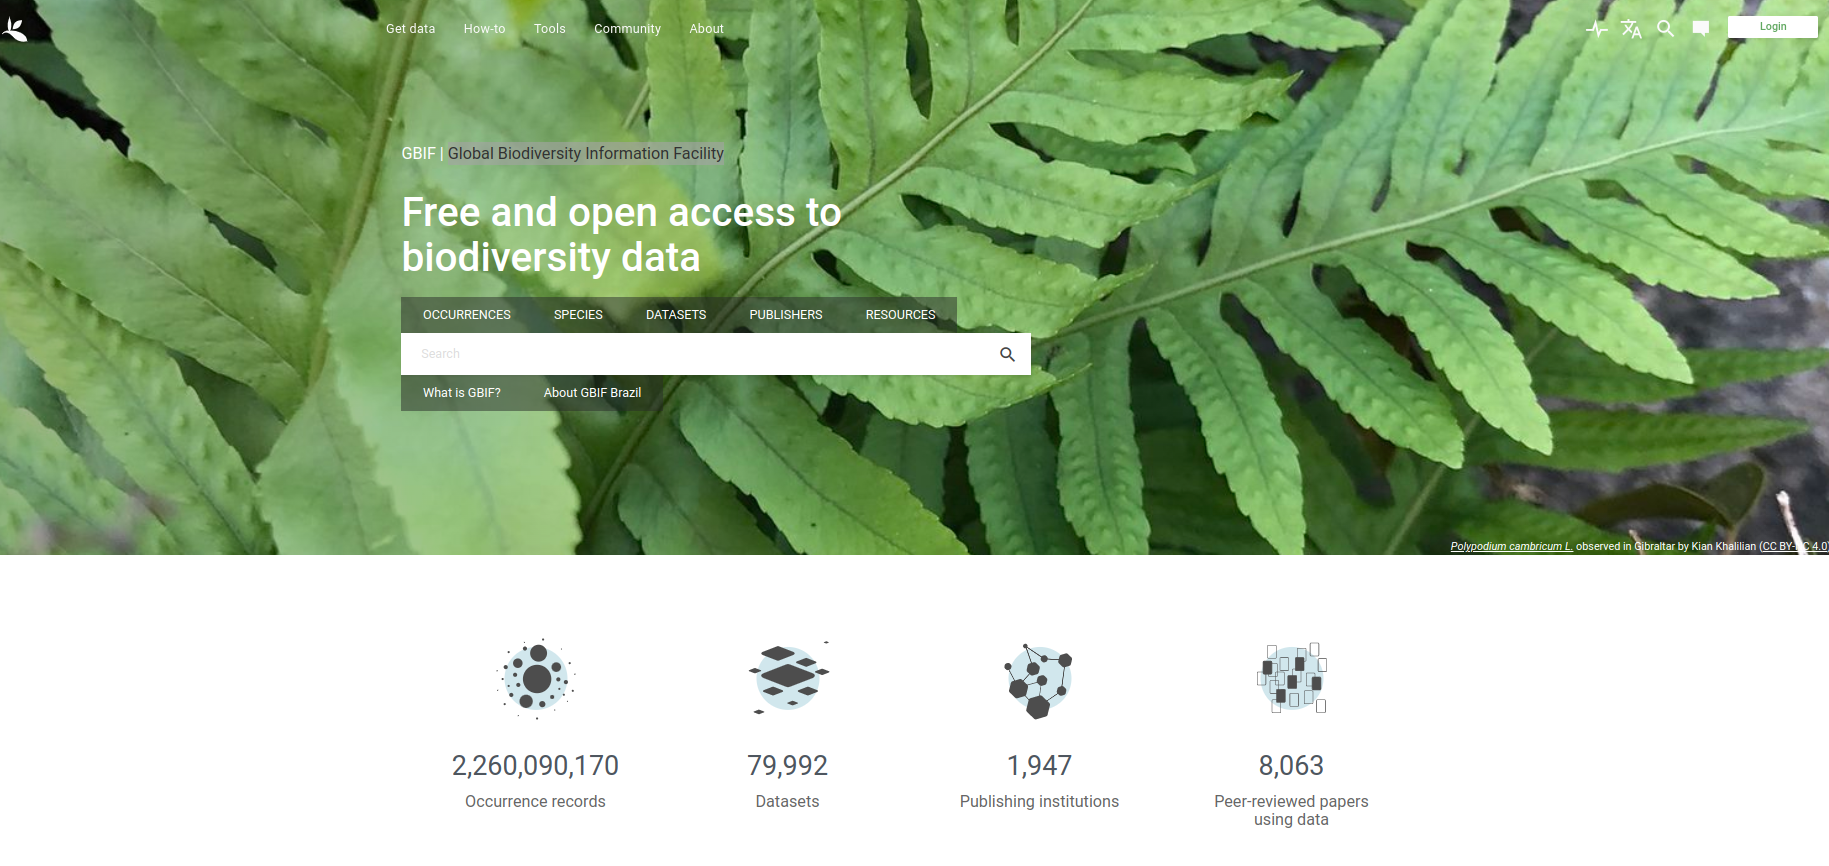 Get data How-to Tools Community About
Login
GBIF | Global Biodiversity Information Facility
Free and open access to
biodiversity data
OCCURRENCES SPECIES DATASETS PUBLISHERS RESOURCES
Search
What is GBIF? About GBIF Brazil
Polypodium cambricum L. observed in Gibraltar by Kian Khalilian (CC BY-NC 4.0)
2,260,090,170 79,992 1,947 8,063
Occurrence records Datasets Publishing institutions Peer-reviewed papers
using data